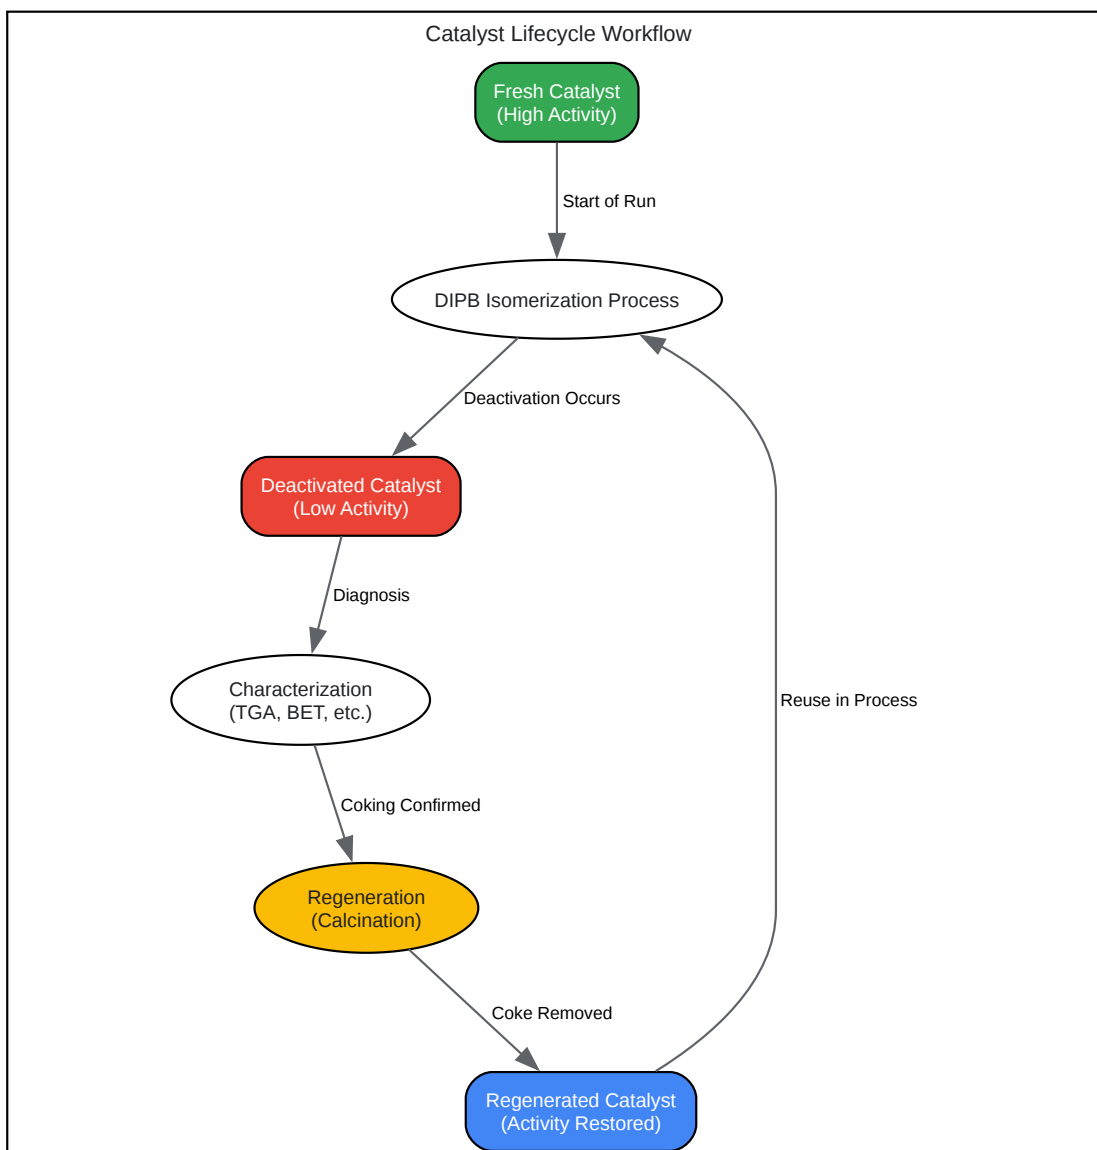 Catalyst Lifecycle Workflow
Fresh Catalyst
(High Activity)
Start of Run
DIPB Isomerization Process
Deactivation Occurs
Deactivated Catalyst
(Low Activity)
Diagnosis
Characterization
(TGA, BET, etc.)
Reuse in Process
Coking Confirmed
Regeneration
(Calcination)
Coke Removed
Regenerated Catalyst
(Activity Restored)